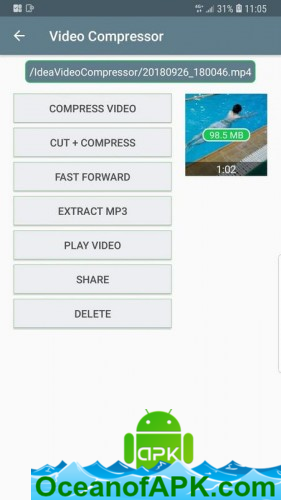 31% 11:05
Video Compressor
/IdeaVideoCompressor/20180926_180046.mp4
COMPRESS VIDEO
98.5 MB
CUT + COMPRESS
1:02
FAST FORWARD
EXTRACT MP3
PLAY VIDEO
SHARE
DELETE
APK
OceanofAPK.com